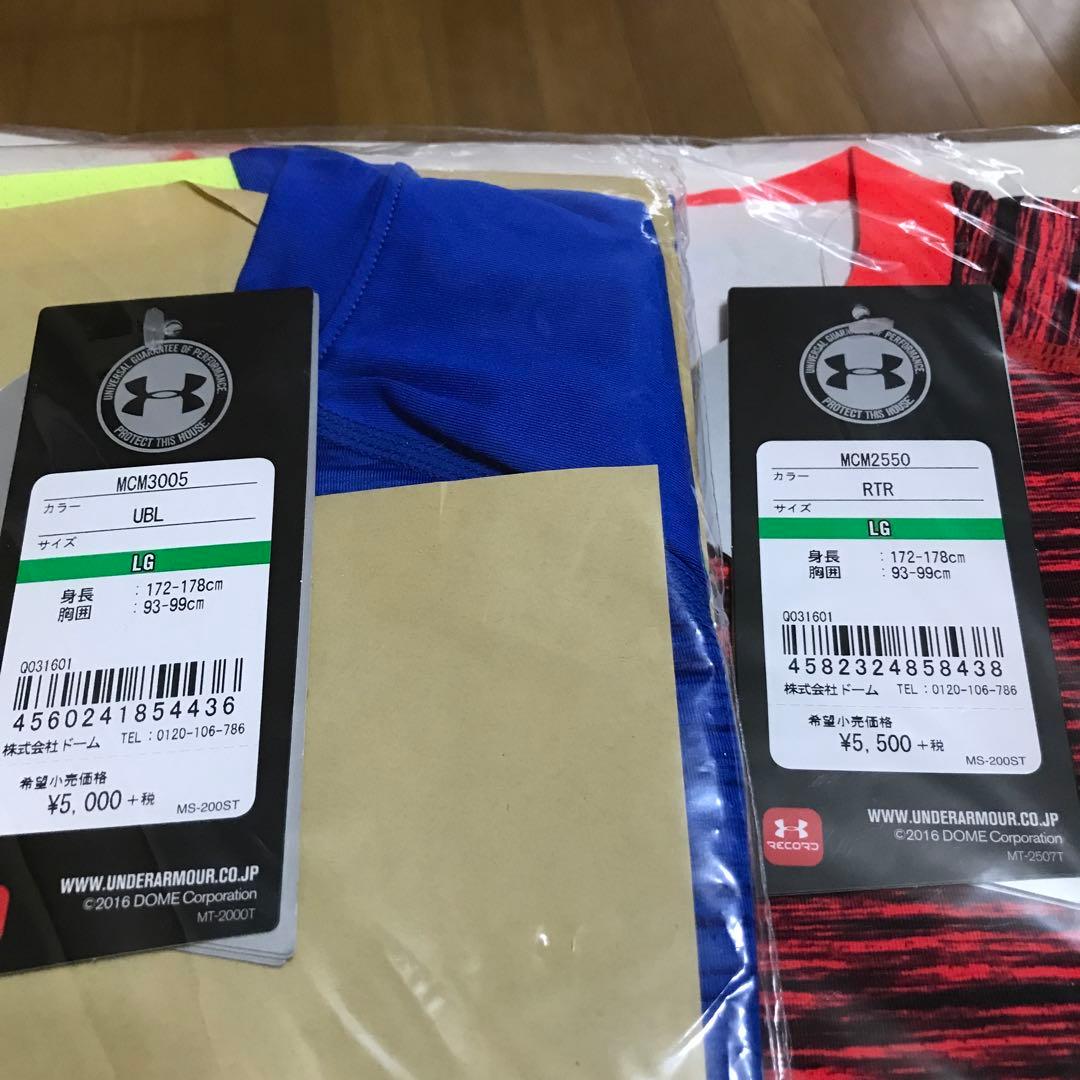 UNIVERSAL GUARANTEE OF PERFORMANCE
PROTECT THIS HOUSE
MCM3005
カラー
UBL
サイズ
LG
身長 : 172-178cm
胸囲 : 93-99cm
Q031601
4560241854436
株式会社ドーム TEL:0120-106-786
希望小売価格
¥5,000+税
MS-200ST
WWW.UNDERARMOUR.CO.JP
©2016 DOME Corporation
MT-2000T
UNIVERSAL GUARANTEE OF PERFORMANCE
PROTECT THIS HOUSE
MCM2550
カラー
RTR
サイズ
LG
身長 : 172-178cm
胸囲 : 93-99cm
Q031601
4582324858438
株式会社ドーム TEL:0120-106-786
希望小売価格
¥5,500+税
MS-200ST
WWW.UNDERARMOUR.CO.JP
©2016 DOME Corporation
MT-2507T
RECORD